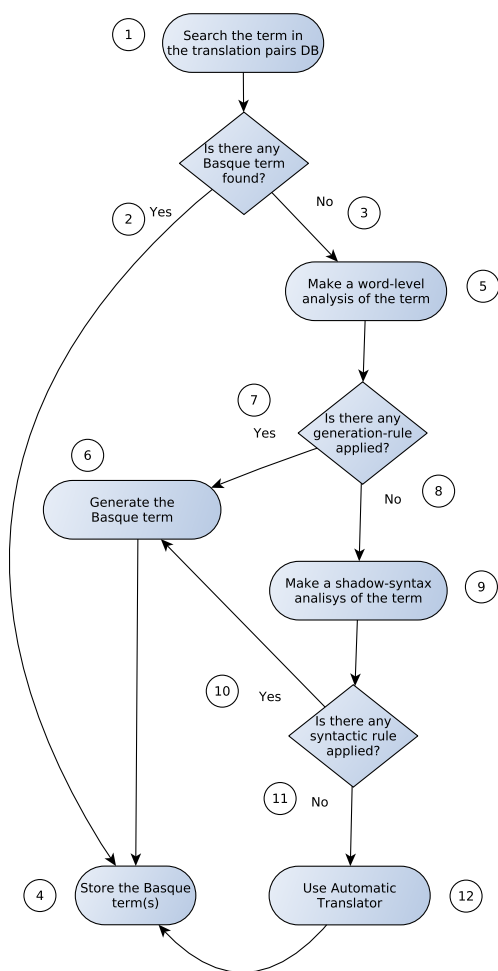 1
Search the term in
the translation pairs DB
Is there any
Basque term
found?
2
Yes
No
3
Make a word-level
analysis of the term
5
7
Is there any
generation-rule
applied?
Yes
6
Generate the
Basque term
No
8
Make a shadow-syntax
analisys of the term
9
10
Yes
Is there any
syntactic rule
applied?
11
No
4
Store the Basque
term(s)
Use Automatic
Translator
12